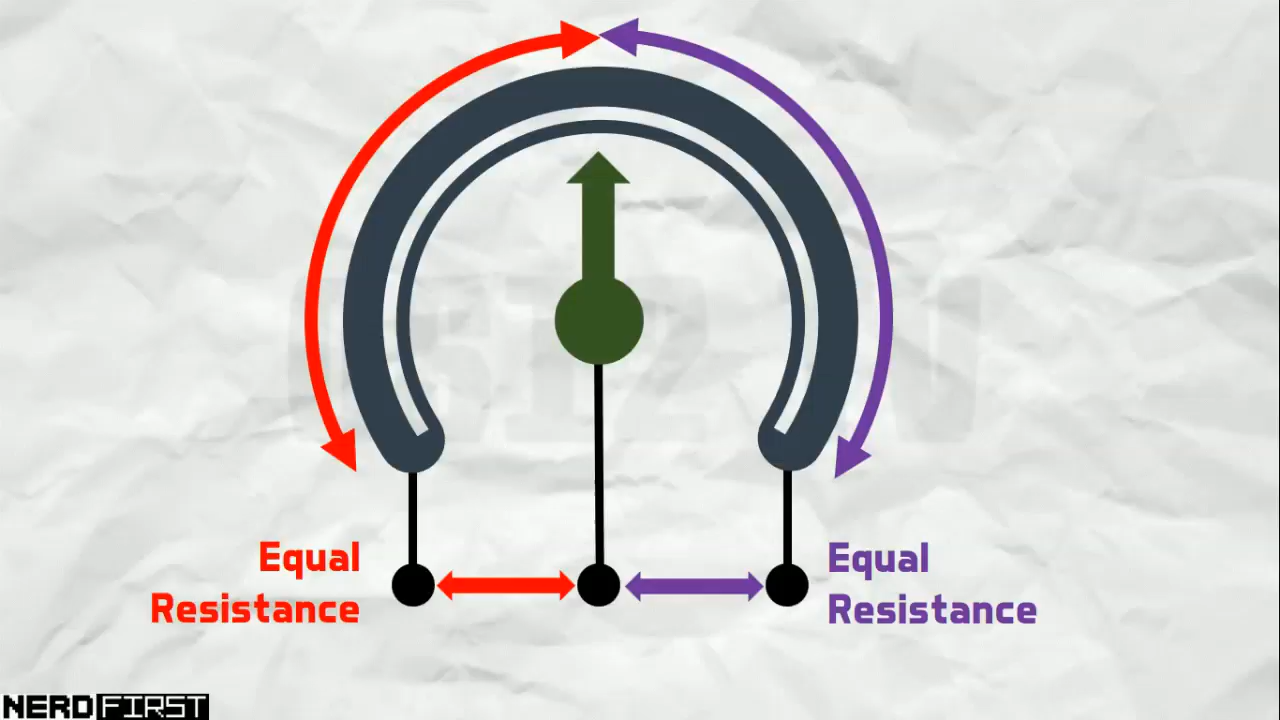 Equal
Resistance
Equal
Resistance
NERDFIRST